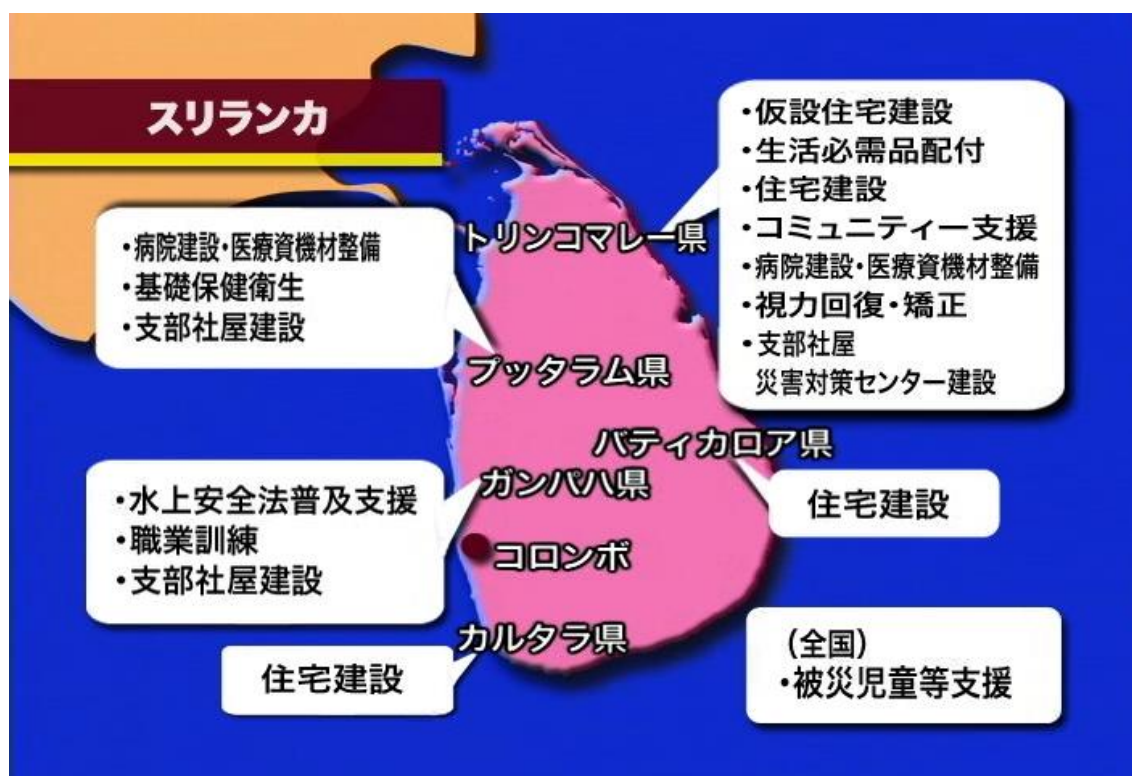 スリランカ
・仮設住宅建設
・生活必需品配付
・住宅建設
・コミュニティー支援
・病院建設・医療資機材整備
・視力回復・矯正
・支部社屋
災害対策センター建設
トリンコマレー県
・病院建設・医療資機材整備
・基礎保健衛生
・支部社屋建設
プッタラム県
バティカロア県
住宅建設
ガンパハ県
・水上安全法普及支援
・職業訓練
・支部社屋建設
コロンボ
カルタラ県
住宅建設
(全国)
・被災児童等支援